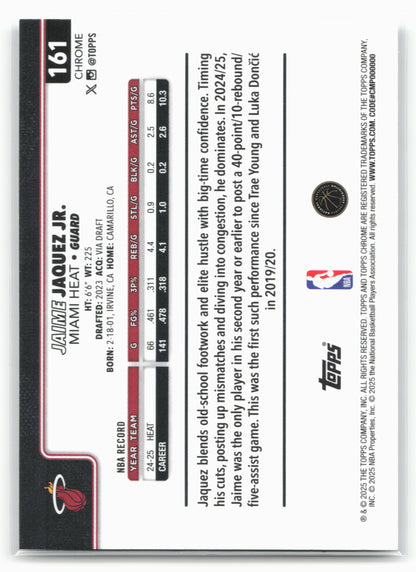 161
CHROME
X @TOPPS
JAIME JAQUEZ JR.
MIAMI HEAT • GUARD
HT: 6'6" WT: 225
DRAFTED: 2023 ACQ: VIA DRAFT
BORN: 2-18-01, IRVINE, CA HOME: CAMARILLO, CA
NBA RECORD
YEAR TEAM G FG% 3P% REB/G STL/G BLK/G AST/G PTS/G
24-25 HEAT 66 .461 .311 4.4 0.9 0.2 2.5 8.6
CAREER 141 .478 .318 4.1 1.0 0.2 2.6 10.3
Jaquez blends old-school footwork and elite hustle with big-time confidence. Timing
his cuts, posting up mismatches and diving into congestion, he dominates. In 2024/25,
Jaime was the only player in his second year or earlier to post a 40-point/10-rebound/
five-assist game. This was the first such performance since Trae Young and Luka Dončić
in 2019/20.
topps
NBA
® & © 2025 THE TOPPS COMPANY, INC. ALL RIGHTS RESERVED. TOPPS AND TOPPS CHROME ARE REGISTERED TRADEMARKS OF THE TOPPS COMPANY,
INC. © 2025 NBA Properties, Inc. © 2025 the National Basketball Players Association. All rights reserved. WWW.TOPPS.COM. CODE#CMP000000